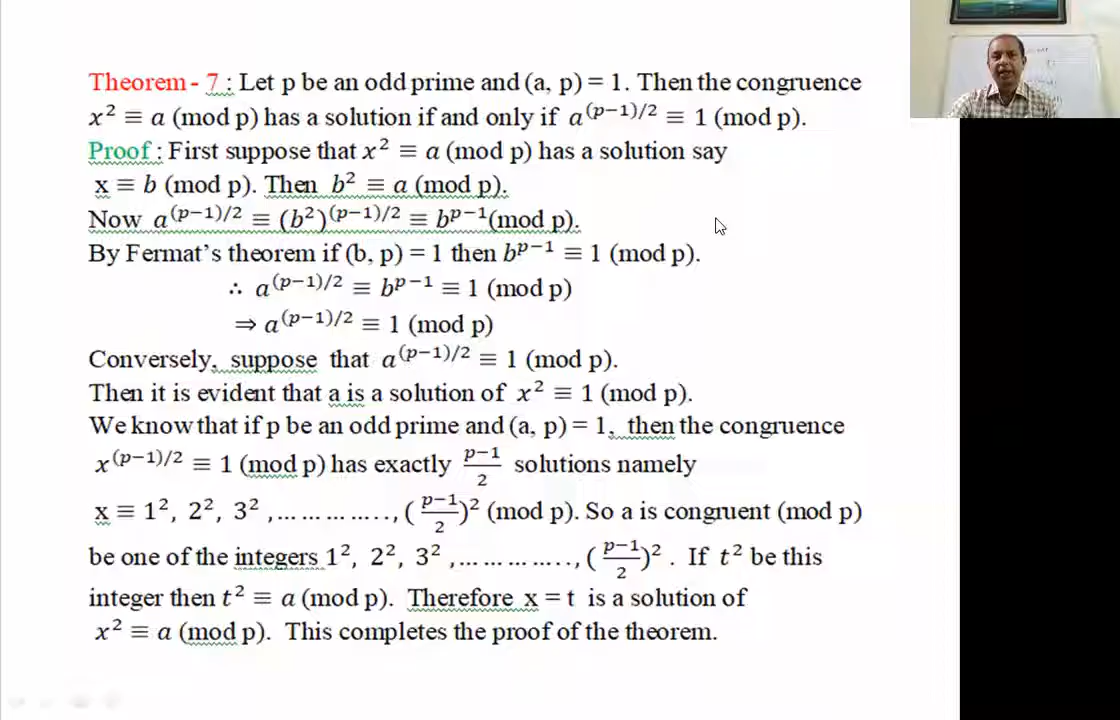 Theorem - 7 : Let p be an odd prime and (a, p) = 1. Then the congruence
x² ≡ a (mod p) has a solution if and only if a^(p−1)/2 ≡ 1 (mod p).
Proof : First suppose that x² ≡ a (mod p) has a solution say
x ≡ b (mod p). Then b² ≡ a (mod p).
Now a^(p−1)/2 ≡ (b²)^(p−1)/2 ≡ b^p−1(mod p).
By Fermat's theorem if (b, p) = 1 then b^p−1 ≡ 1 (mod p).
∴ a^(p−1)/2 ≡ b^p−1 ≡ 1 (mod p)
⇒ a^(p−1)/2 ≡ 1 (mod p)
Conversely, suppose that a^(p−1)/2 ≡ 1 (mod p).
Then it is evident that a is a solution of x² ≡ 1 (mod p).
We know that if p be an odd prime and (a, p) = 1, then the congruence
x^(p−1)/2 ≡ 1 (mod p) has exactly (p−1)/2 solutions namely
x ≡ 1², 2², 3² ,… … … … .., ( (p−1)/2 )² (mod p). So a is congruent (mod p)
be one of the integers 1², 2², 3² ,… … … … .., ( (p−1)/2 )² . If t² be this
integer then t² ≡ a (mod p). Therefore x = t is a solution of
x² ≡ a (mod p). This completes the proof of the theorem.